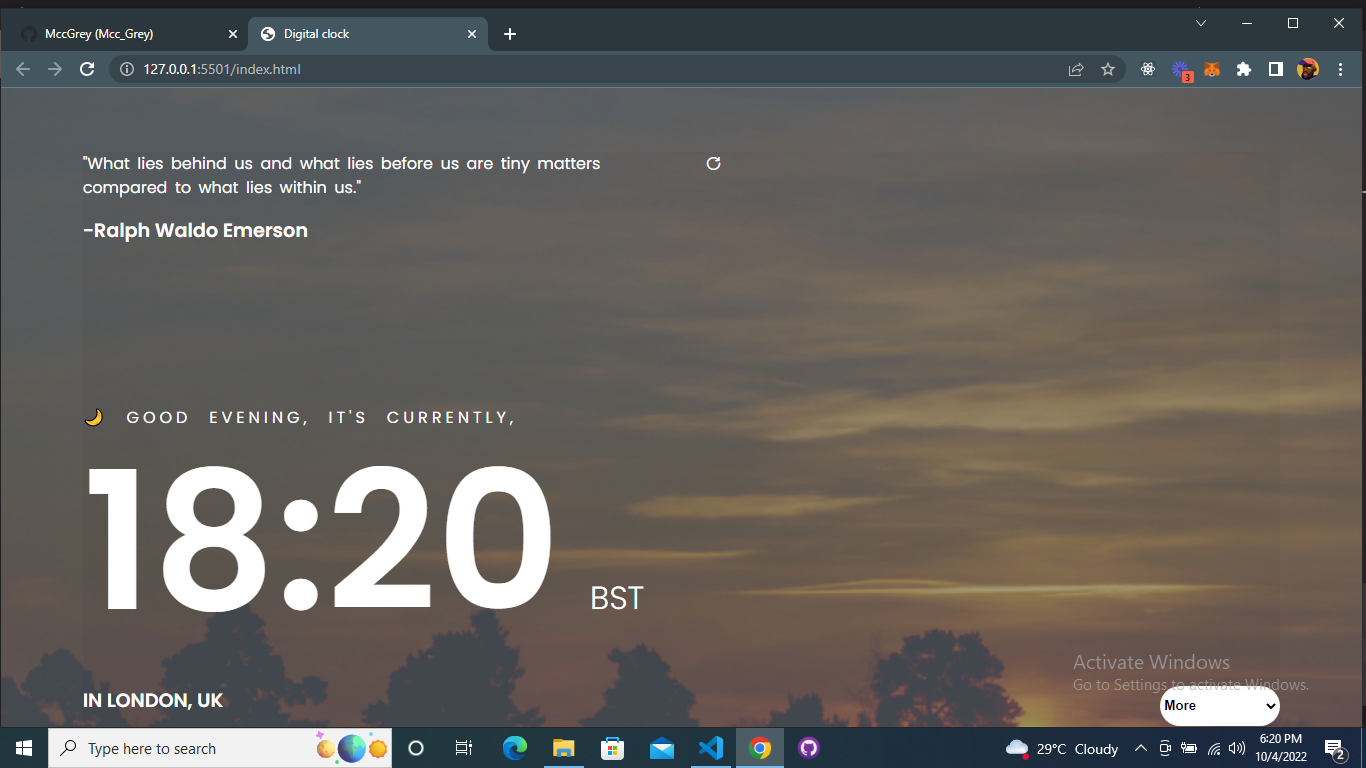 MccGrey (Mcc_Grey)
Digital clock
127.0.0.1:5501/index.html
3
"What lies behind us and what lies before us are tiny matters
compared to what lies within us."
-Ralph Waldo Emerson
GOOD EVENING, IT'S CURRENTLY,
18:20 BST
IN LONDON, UK
Activate Windows
Go to Settings to activate Windows.
More
Type here to search
29°C Cloudy
6:20 PM
10/4/2022
2